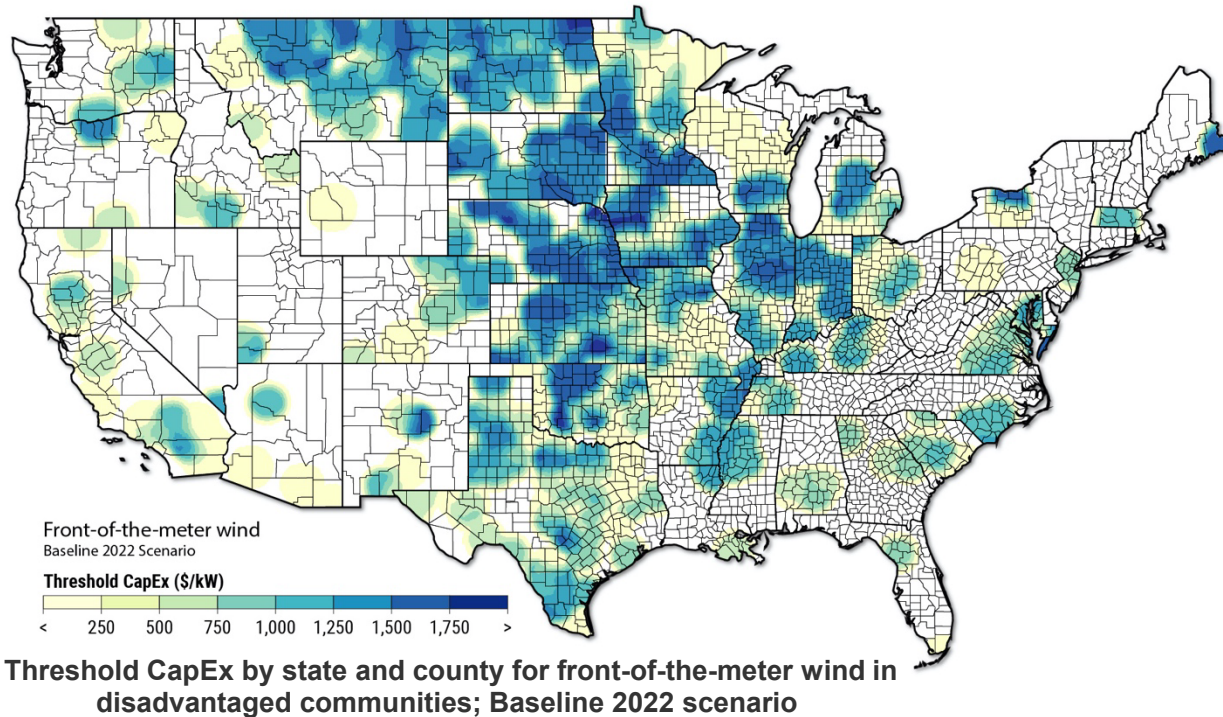 Front-of-the-meter wind
Baseline 2022 Scenario
Threshold CapEx ($/kW)
< 250 500 750 1,000 1,250 1,500 1,750 >
Threshold CapEx by state and county for front-of-the-meter wind in
disadvantaged communities; Baseline 2022 scenario